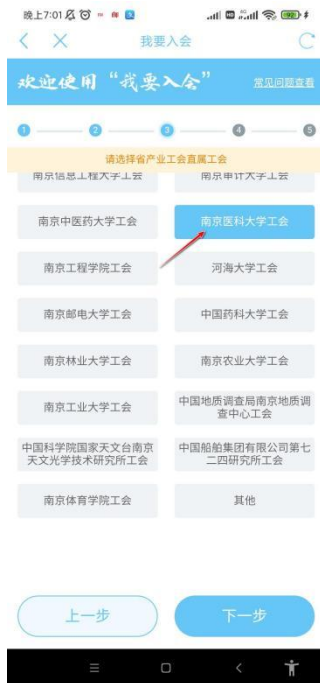 晚上7:01
我要入会
欢迎使用“我要入会”
常见问题查看
1 2 3 4 5
请选择省产业工会直属工会
南京信息工程大学工会 南京审计大学工会
南京中医药大学工会 南京医科大学工会
南京工程学院工会 河海大学工会
南京邮电大学工会 中国药科大学工会
南京林业大学工会 南京农业大学工会
南京工业大学工会
中国地质调查局南京地质调
查中心工会
中国科学院国家天文台南京
天文光学技术研究所工会
中国船舶集团有限公司第七
二四研究所工会
南京体育学院工会 其他
上一步 下一步